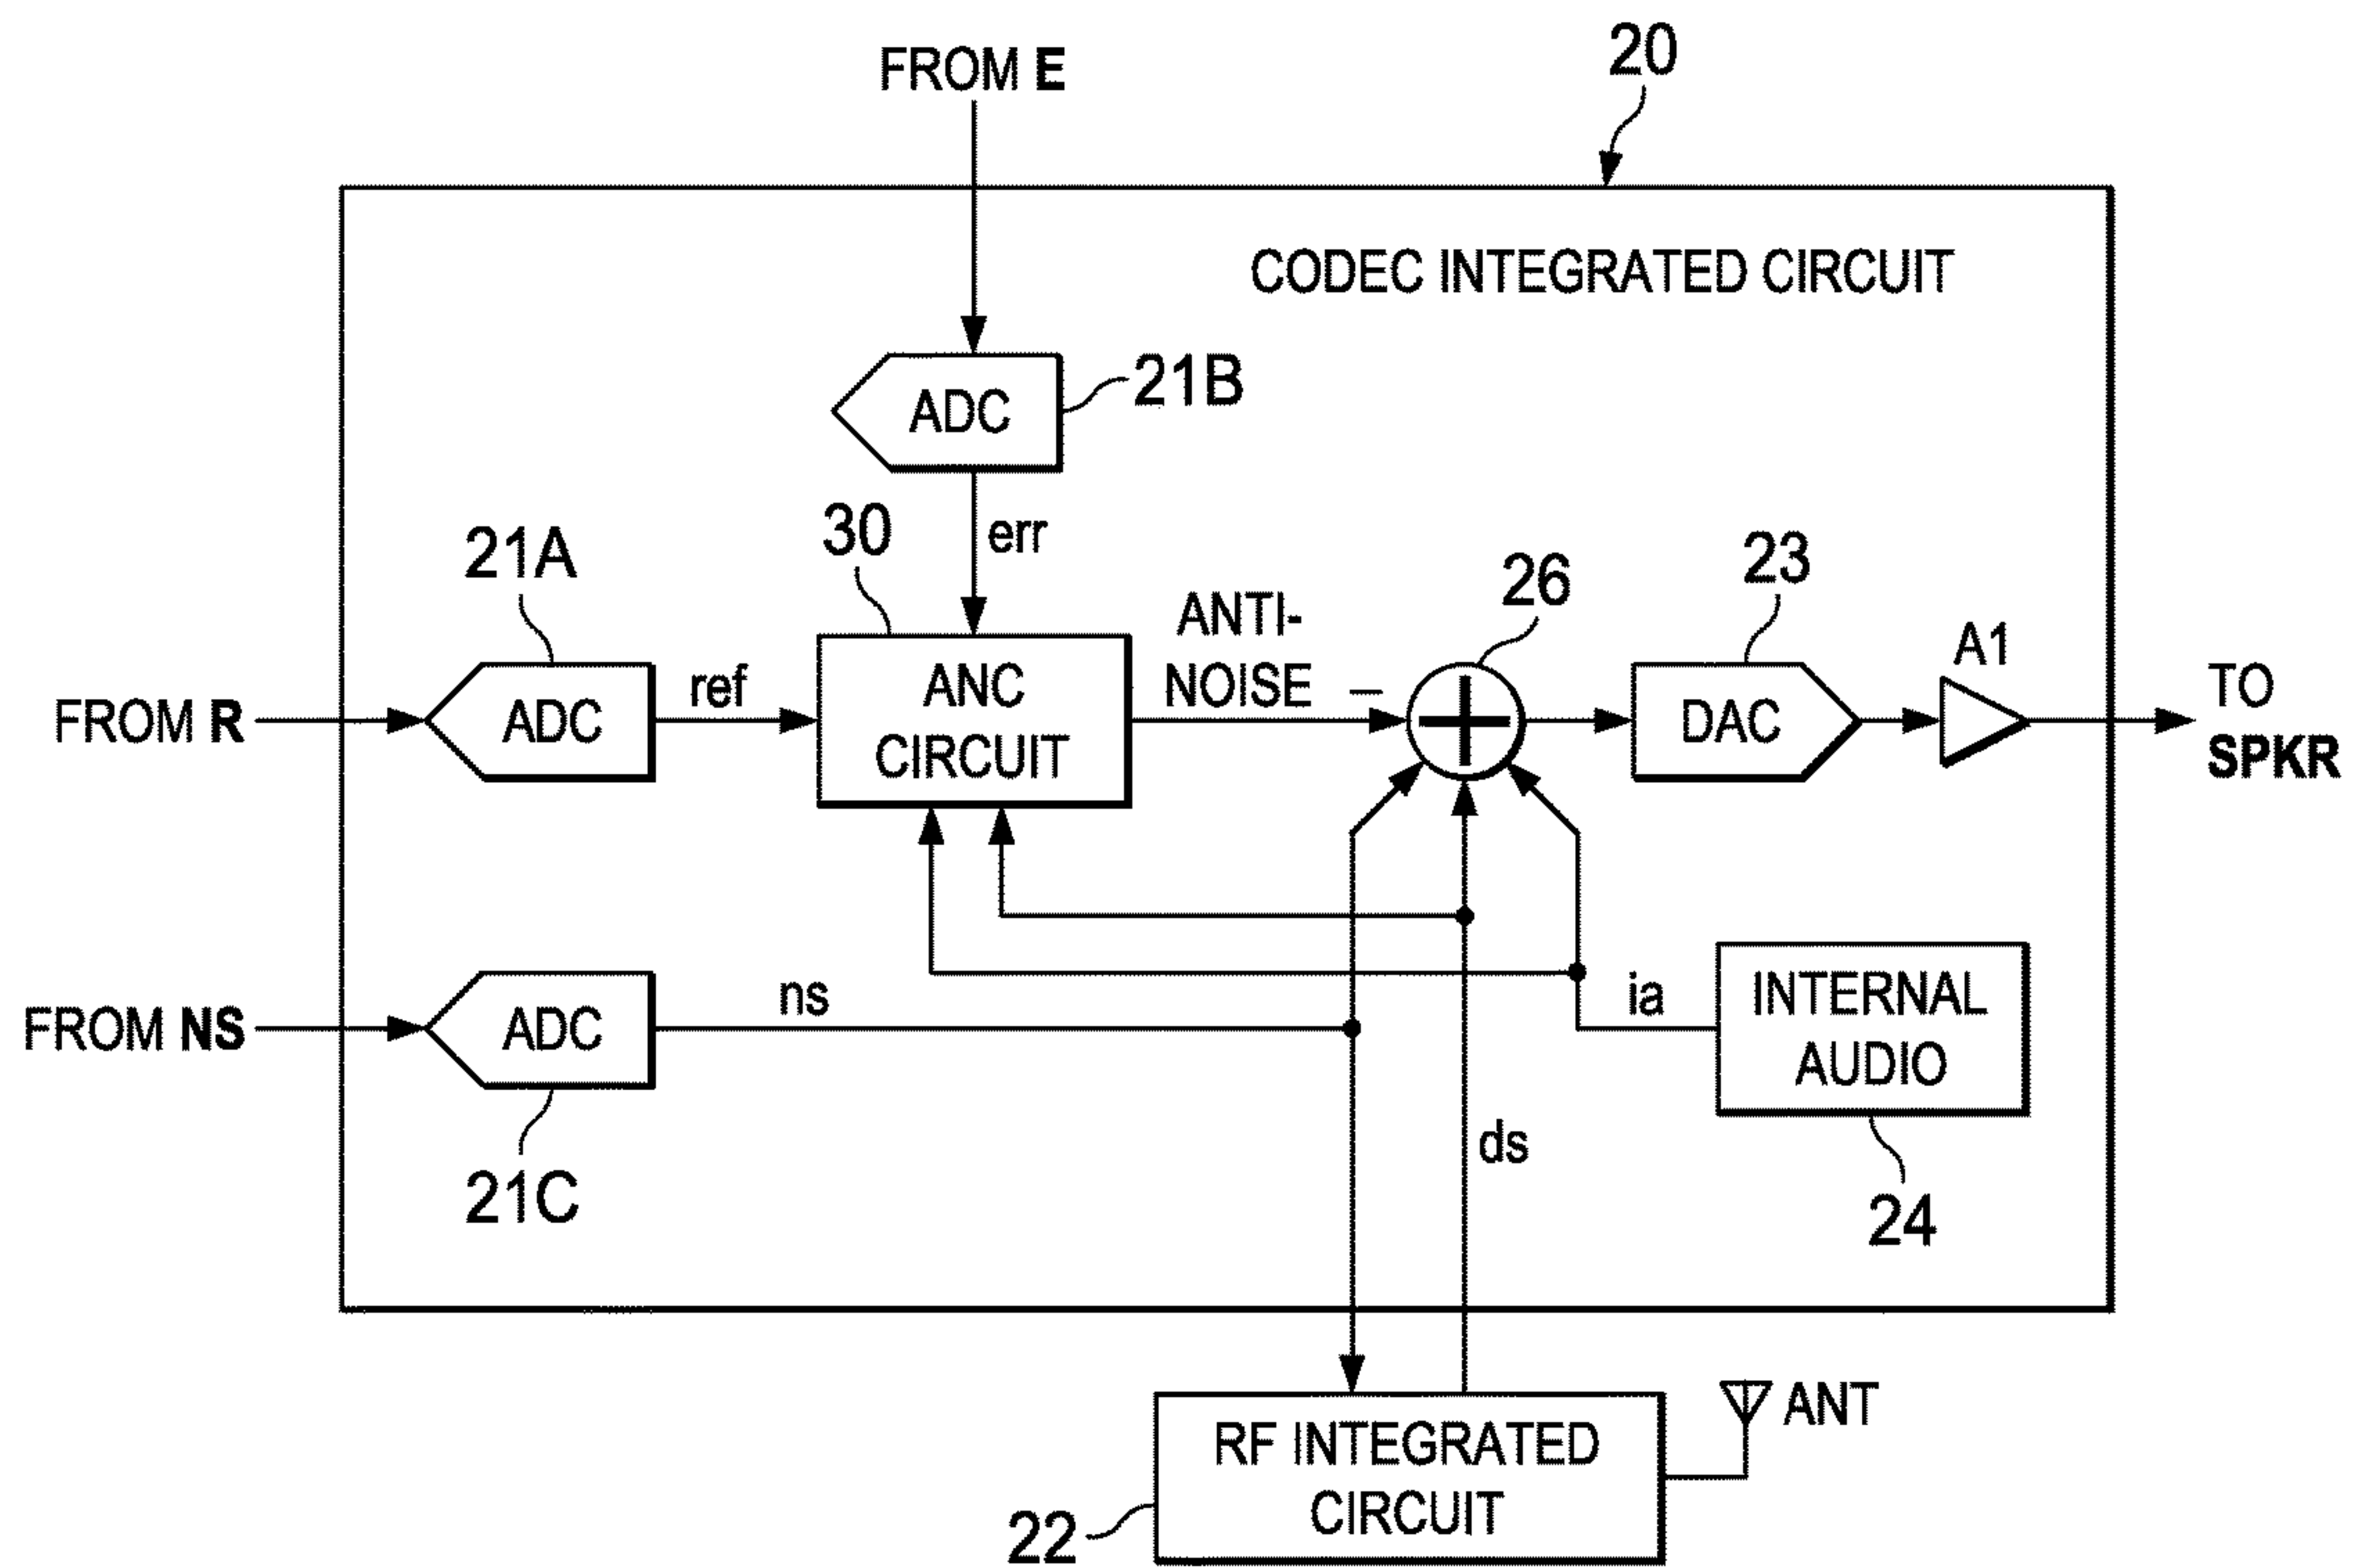 FROM E
20
CODEC INTEGRATED CIRCUIT
ADC
21B
err
30
21A
ADC
FROM R
ref
ANC
CIRCUIT
ANTI-
NOISE
–
26
23
DAC
A1
TO
SPKR
FROM NS
ADC
21C
ns
ia
INTERNAL
AUDIO
24
ds
RF INTEGRATED
CIRCUIT
22
ANT